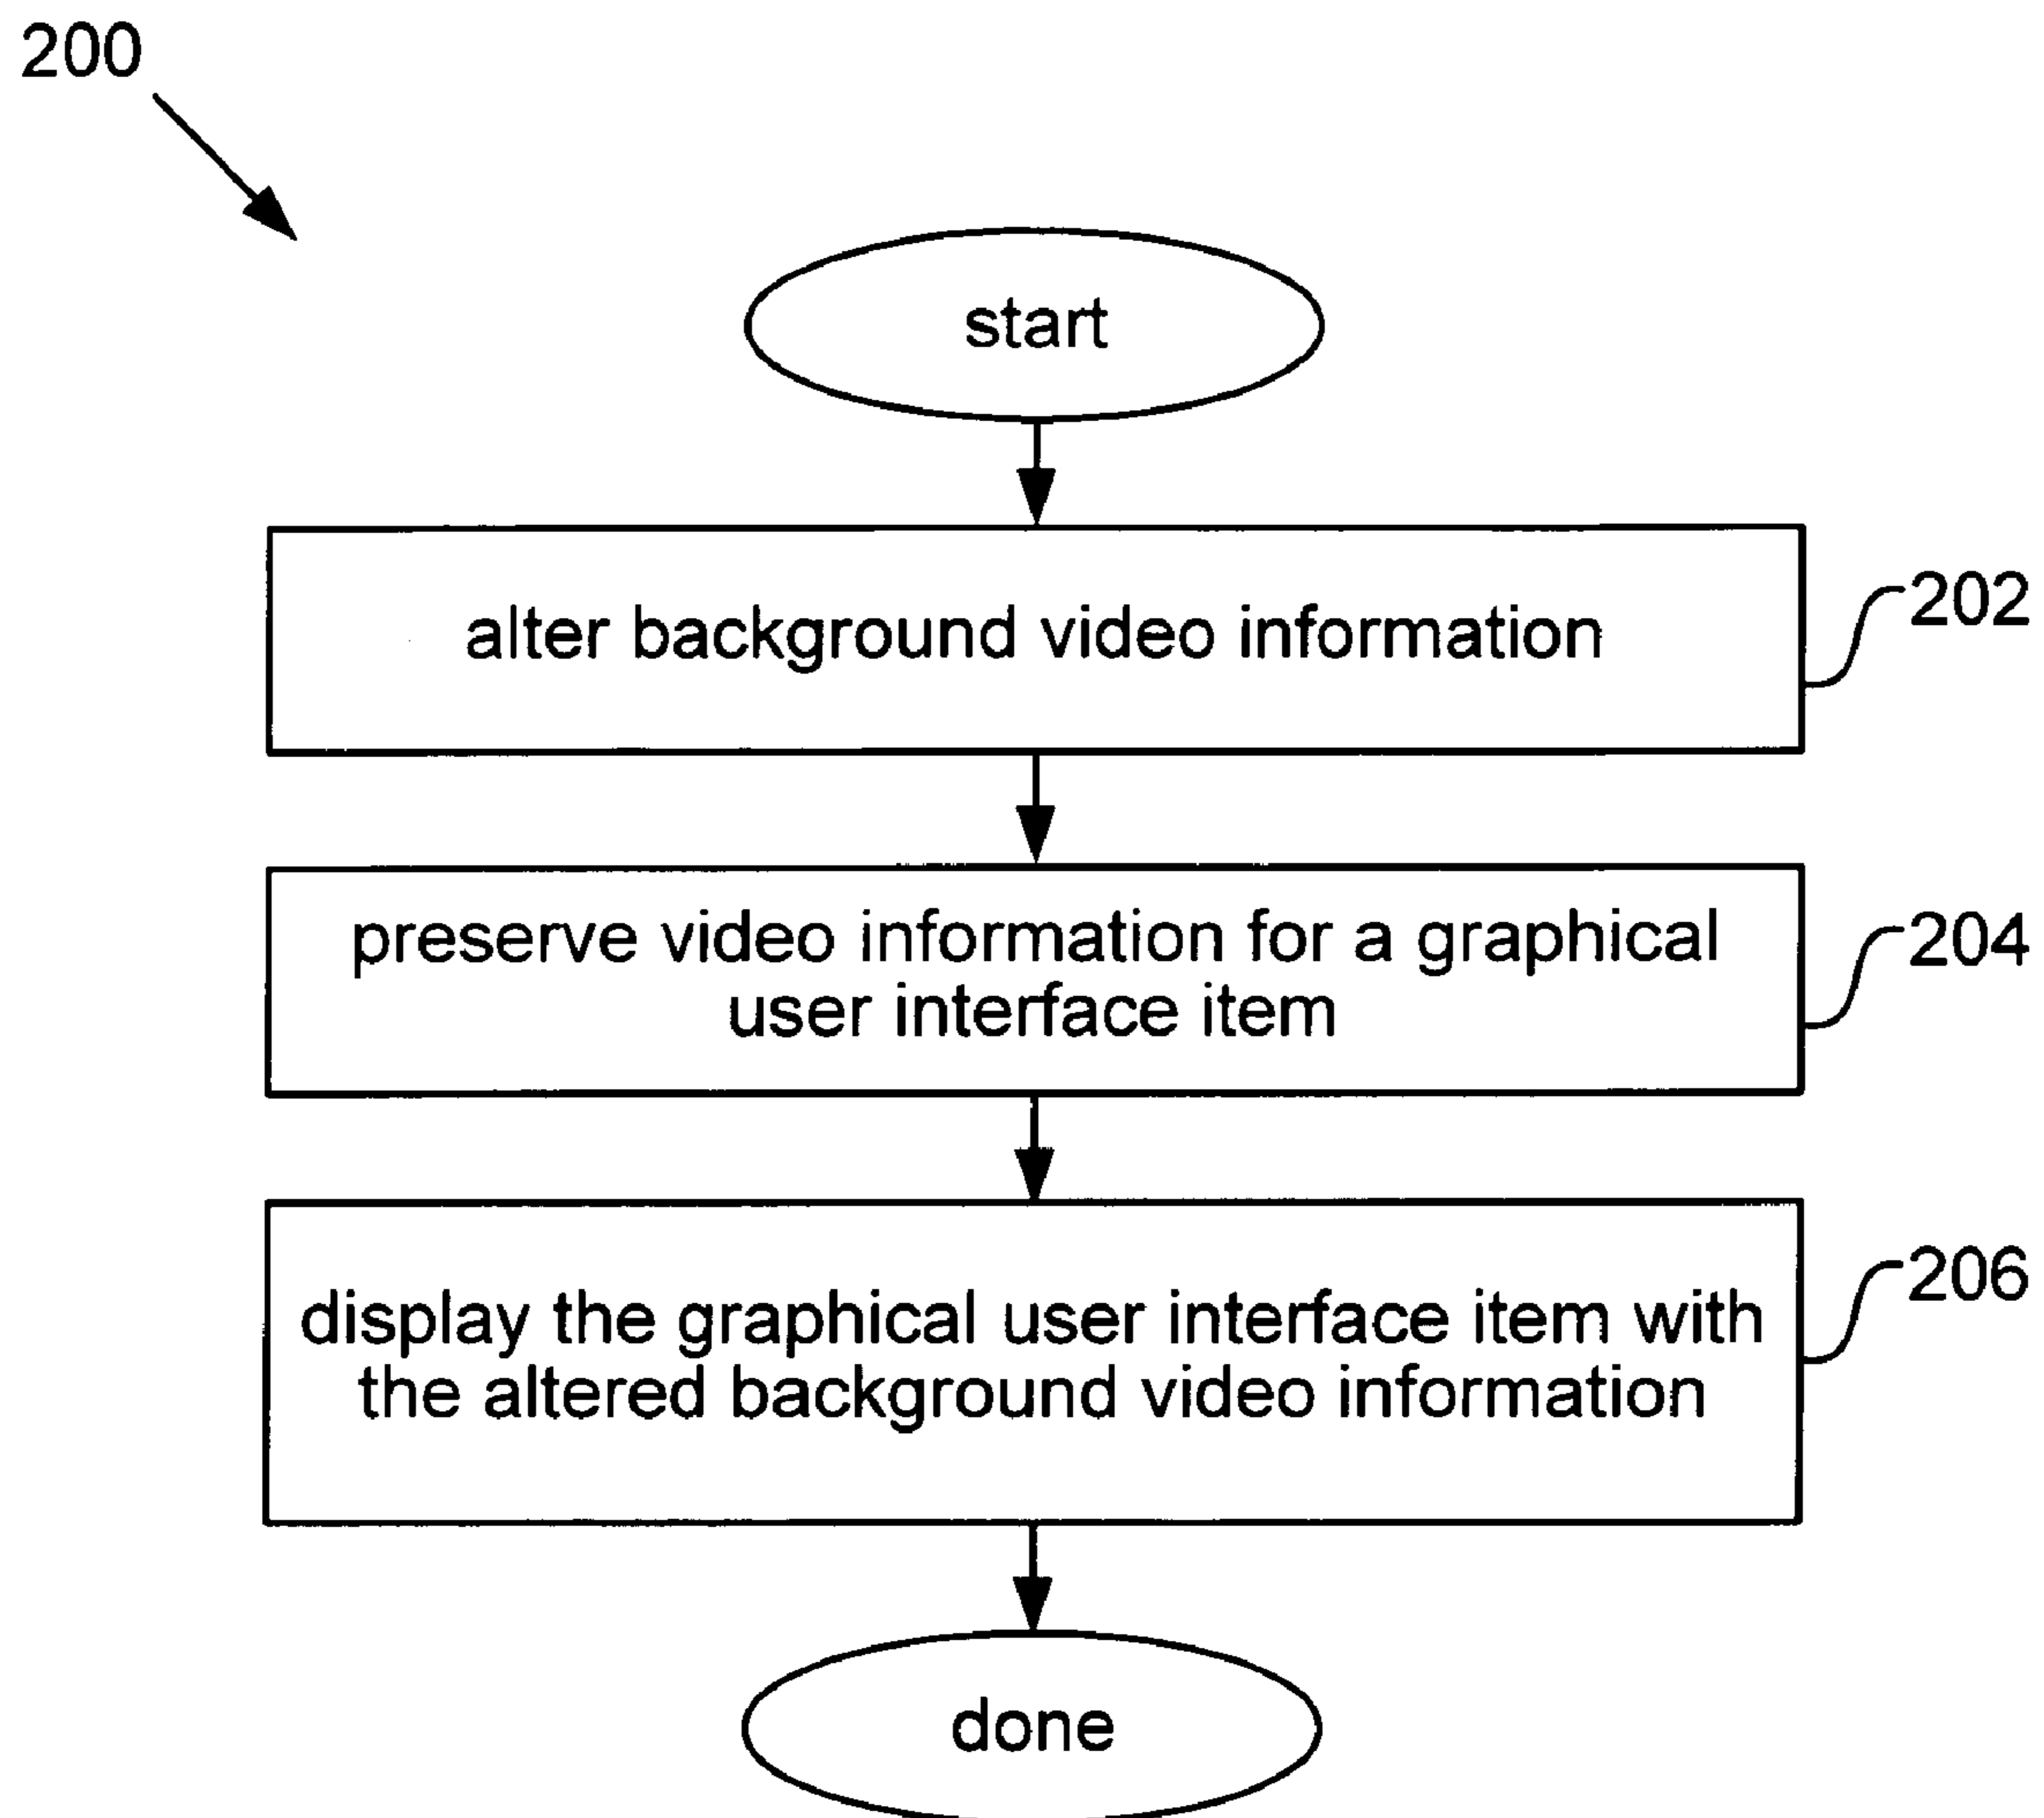 200
start
alter background video information
202
preserve video information for a graphical
user interface item
204
display the graphical user interface item with
the altered background video information
206
done